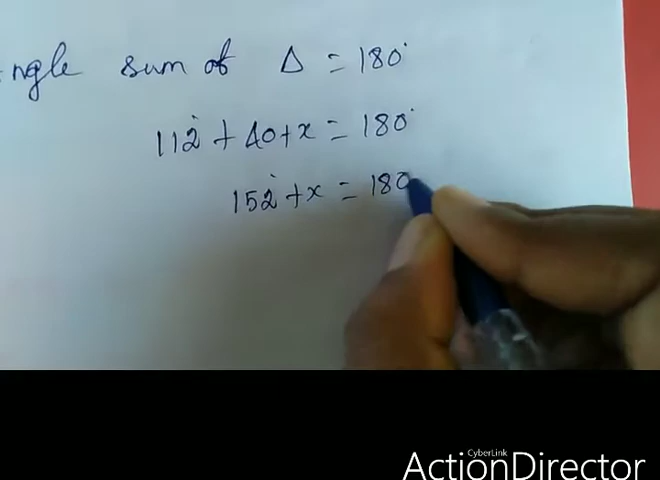 ngle sum of Δ = 180°
112° + 40 + x = 180°
152° + x = 180
CyberLink
ActionDirector